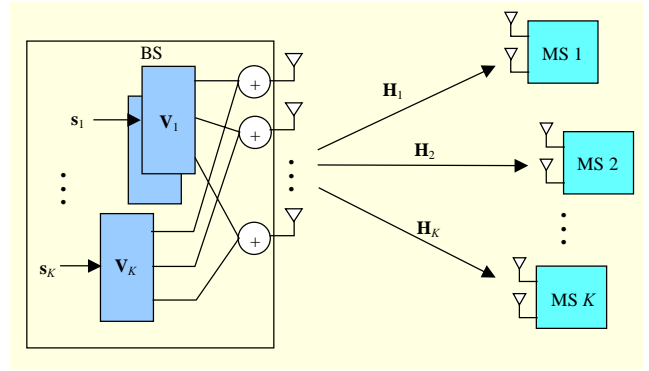 BS
s₁
V₁
+
+
+
s_K
V_K
H₁
H₂
H_K
MS 1
MS 2
MS K